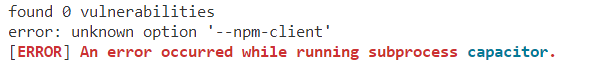 found 0 vulnerabilities
error: unknown option '--npm-client'
[ERROR] An error occurred while running subprocess capacitor.